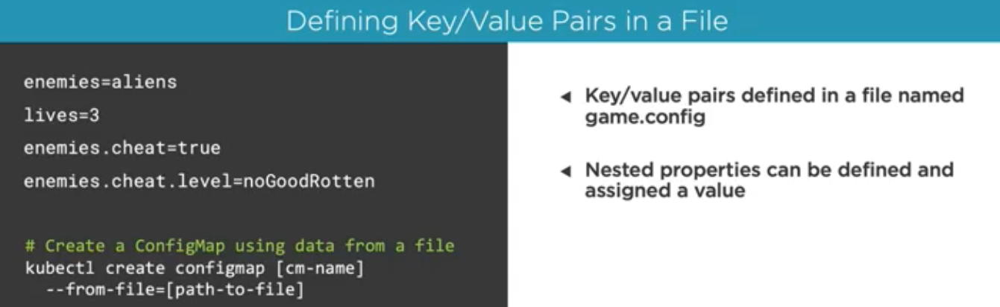 Defining Key/Value Pairs in a File
enemies=aliens
lives=3
enemies.cheat=true
enemies.cheat.level=noGoodRotten
# Create a ConfigMap using data from a file
kubectl create configmap [cm-name]
--from-file=[path-to-file]
Key/value pairs defined in a file named
game.config
Nested properties can be defined and
assigned a value